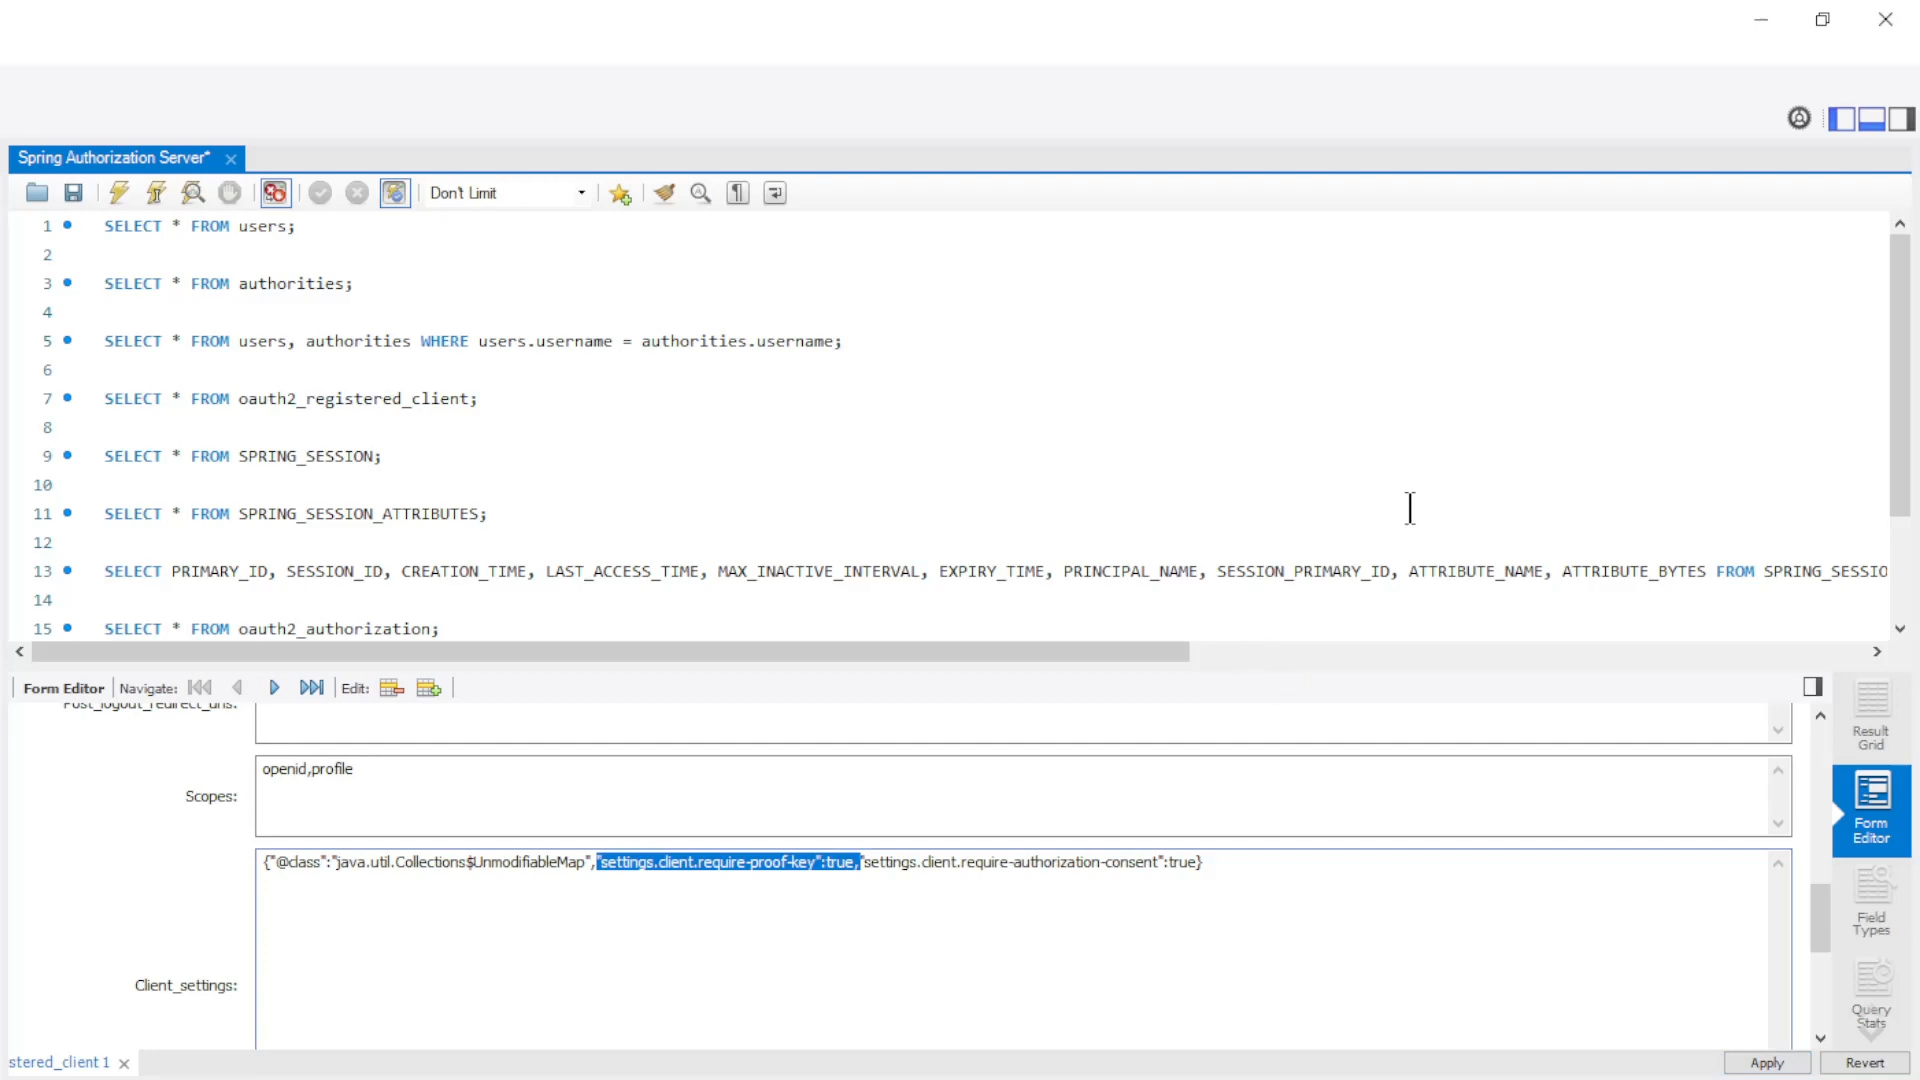 Spring Authorization Server*
Don't Limit
1 SELECT * FROM users;
2
3 SELECT * FROM authorities;
4
5 SELECT * FROM users, authorities WHERE users.username = authorities.username;
6
7 SELECT * FROM oauth2_registered_client;
8
9 SELECT * FROM SPRING_SESSION;
10
11 SELECT * FROM SPRING_SESSION_ATTRIBUTES;
12
13 SELECT PRIMARY_ID, SESSION_ID, CREATION_TIME, LAST_ACCESS_TIME, MAX_INACTIVE_INTERVAL, EXPIRY_TIME, PRINCIPAL_NAME, SESSION_PRIMARY_ID, ATTRIBUTE_NAME, ATTRIBUTE_BYTES FROM SPRING_SESSIO
14
15 SELECT * FROM oauth2_authorization;
Form Editor Navigate: Edit:
Post_logout_redirect_uris:
Result Grid
Scopes: openid,profile
Form Editor
Client_settings: {"@class":"java.util.Collections$UnmodifiableMap","settings.client.require-proof-key":true,"settings.client.require-authorization-consent":true}
Field Types
Query Stats
stered_client 1
Apply Revert